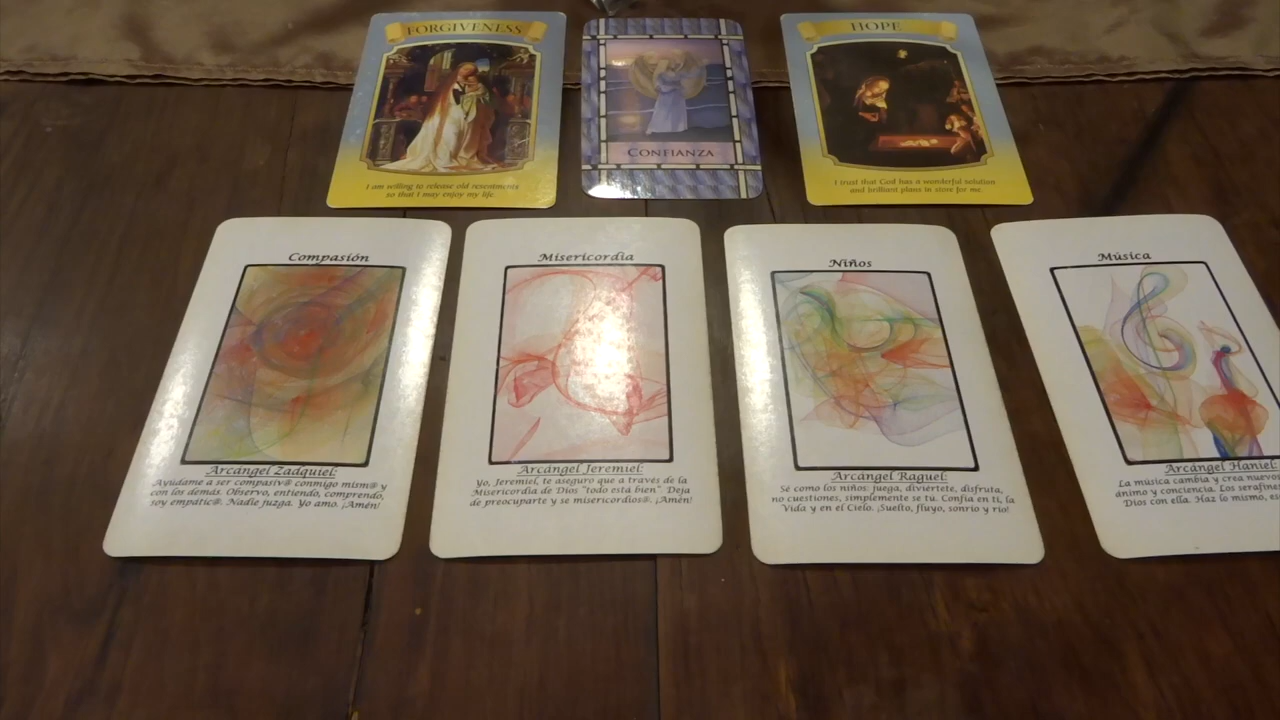 FORGIVENESS
I am willing to release old resentments
so that I may enjoy my life.
CONFIANZA
HOPE
I trust that God has a wonderful solution
and brilliant plans in store for me.
Compasión
Arcángel Zadquiel:
Ayúdame a ser compasiv@ conmigo mism@ y
con los demás. Observo, entiendo, comprendo,
soy empátic@. Nadie juzga. Yo amo. ¡Amén!
Misericordia
Arcángel Jeremiel:
Yo, Jeremiel, te aseguro que a través de la
Misericordia de Dios "todo está bien". Deja
de preocuparte y se misericordios@. ¡Amén!
Niños
Arcángel Raguel:
Sé como los niños: juega, diviértete, disfruta,
no cuestiones, simplemente se tú. Confía en ti, la
Vida y en el Cielo. ¡Suelto, fluyo, sonrío y río!
Música
Arcángel Haniel:
La música cambia y crea nuevos
ánimo y conciencia. Los serafines
Dios con ella. Haz lo mismo,